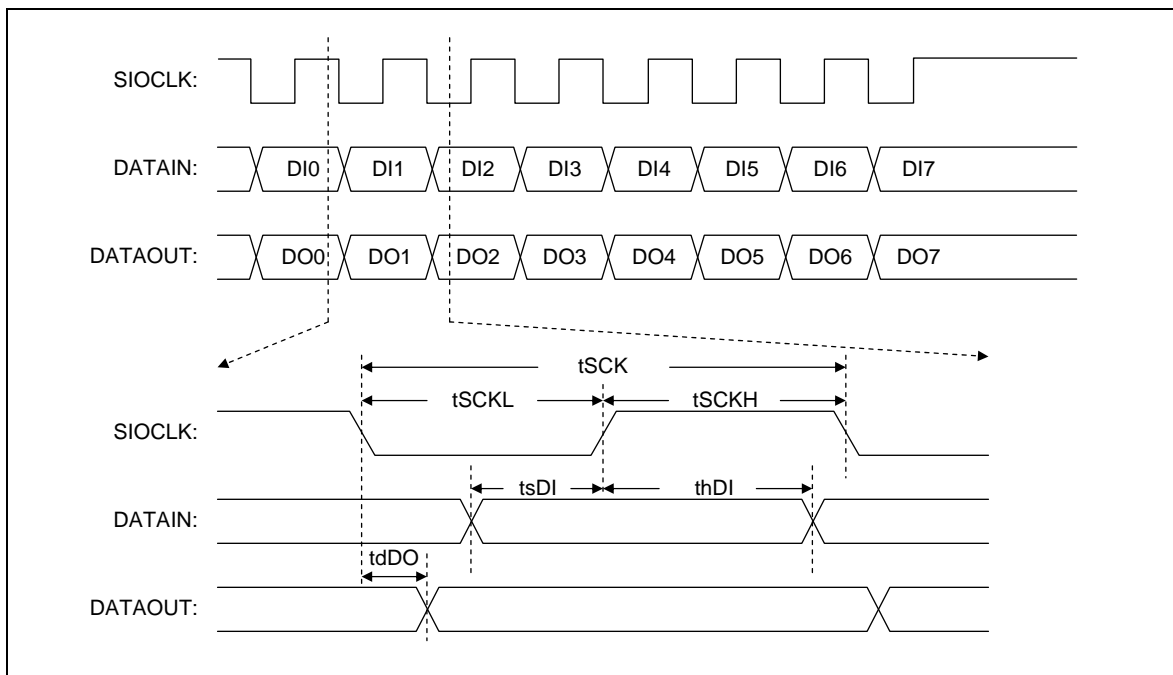 SIOCLK:
DATAIN: DI0 DI1 DI2 DI3 DI4 DI5 DI6 DI7
DATAOUT: DO0 DO1 DO2 DO3 DO4 DO5 DO6 DO7
tSCK
tSCKL tSCKH
SIOCLK:
tsDI thDI
DATAIN:
tdDO
DATAOUT: